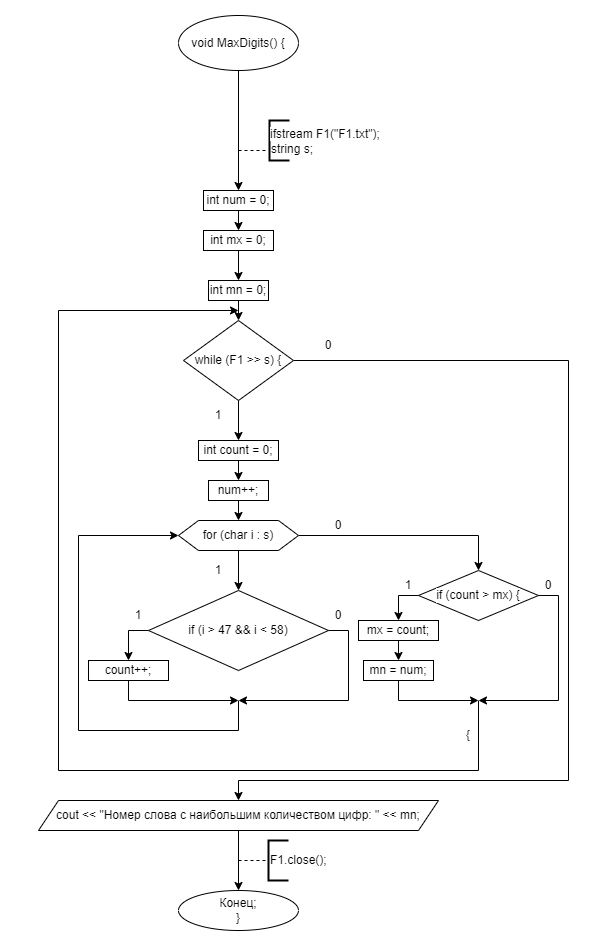 void MaxDigits() {
ifstream F1("F1.txt");
string s;
int num = 0;
int mx = 0;
int mn = 0;
while (F1 >> s) {
0
1
int count = 0;
num++;
for (char i : s)
0
1
if (count > mx) {
1
0
if (i > 47 && i < 58)
1
0
mx = count;
count++;
mn = num;
{
cout << "Номер слова с наибольшим количеством цифр: " << mn;
F1.close();
Конец;
}